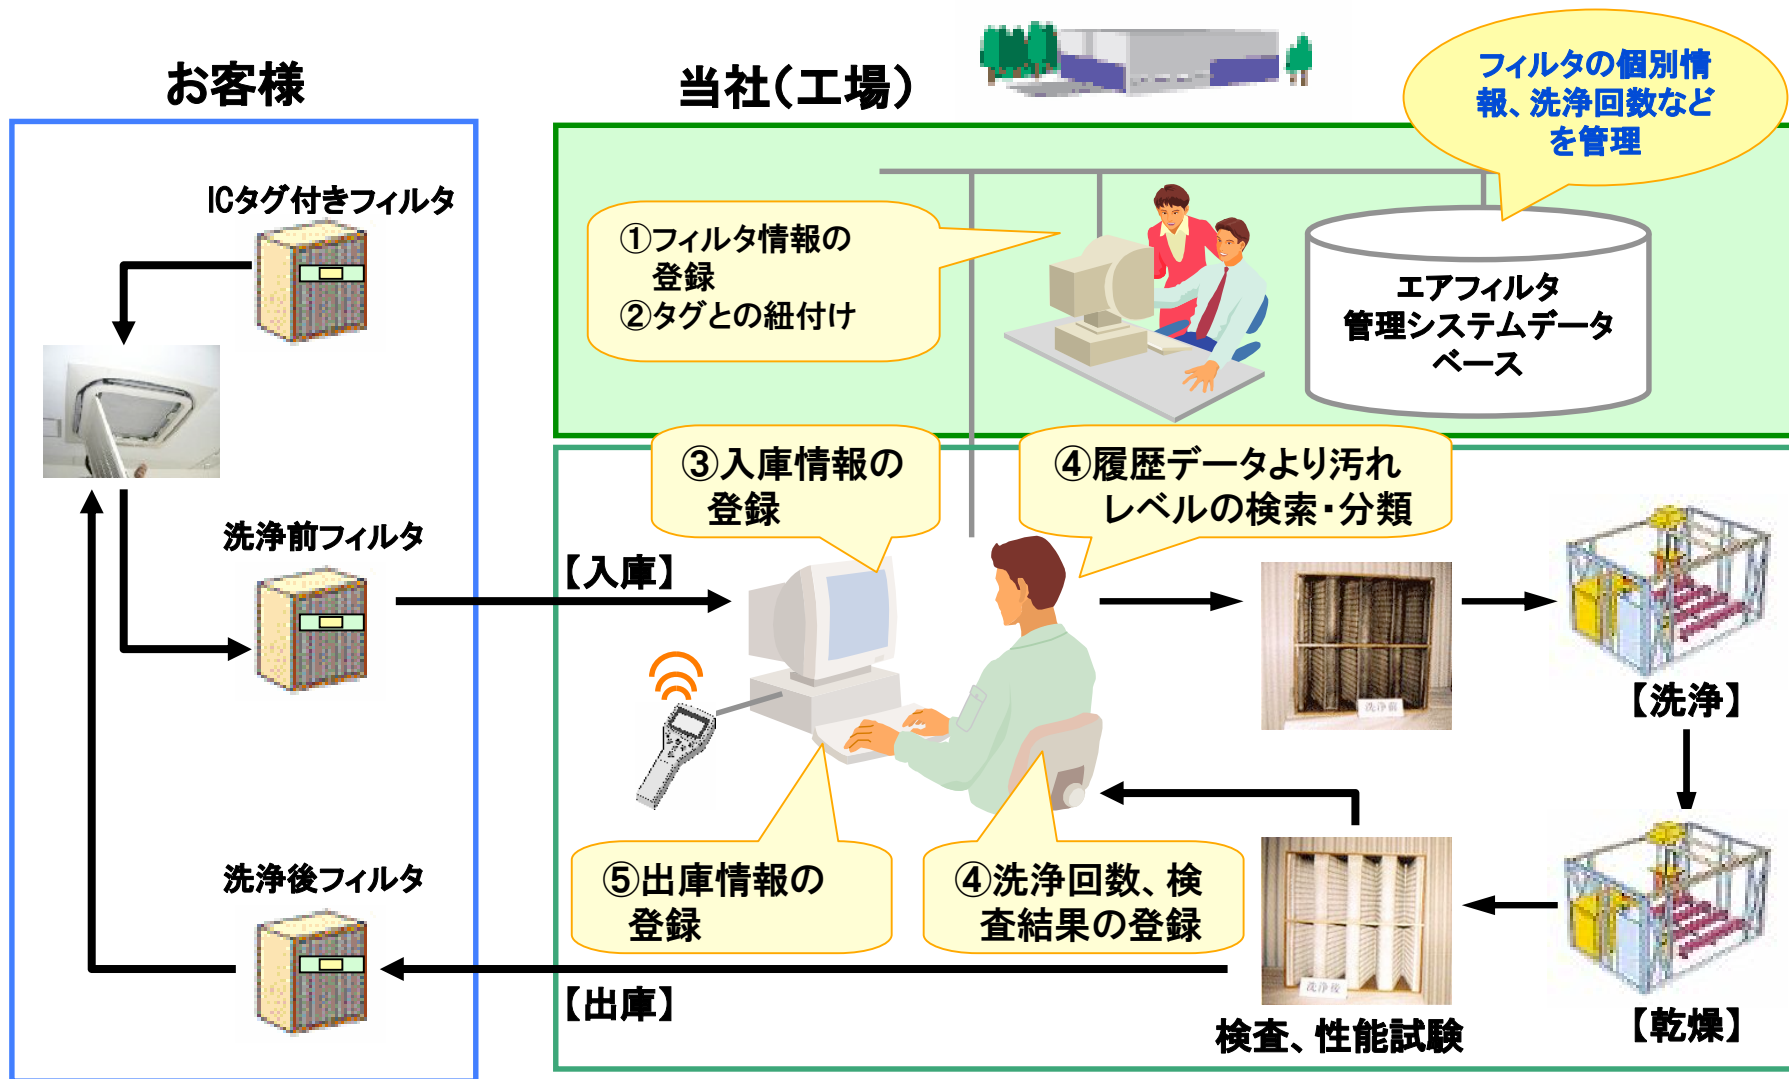 お客様
当社(工場)
フィルタの個別情
報、洗浄回数など
を管理
ICタグ付きフィルタ
①フィルタ情報の
登録
②タグとの紐付け
エアフィルタ
管理システムデータ
ベース
③入庫情報の
登録
④履歴データより汚れ
レベルの検索・分類
洗浄前フィルタ
【入庫】
洗浄前
【洗浄】
洗浄後フィルタ
⑤出庫情報の
登録
④洗浄回数、検
査結果の登録
洗浄後
【出庫】
検査、性能試験
【乾燥】